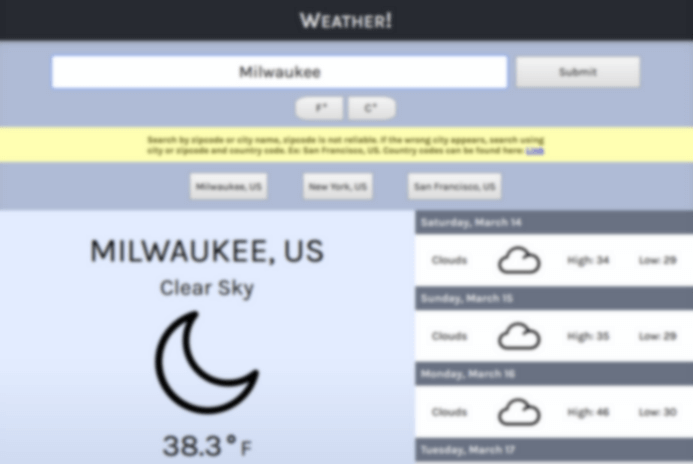 WEATHER!
Milwaukee
Submit
F°
C°
Search by zipcode or city name, zipcode is not reliable. If the wrong city appears, search using
city or zipcode and country code. Ex: San Francisco, US. Country codes can be found here: Link
Milwaukee, US
New York, US
San Francisco, US
MILWAUKEE, US
Clear Sky
38.3° F
Saturday, March 14
Clouds High: 34 Low: 29
Sunday, March 15
Clouds High: 35 Low: 29
Monday, March 16
Clouds High: 46 Low: 30
Tuesday, March 17